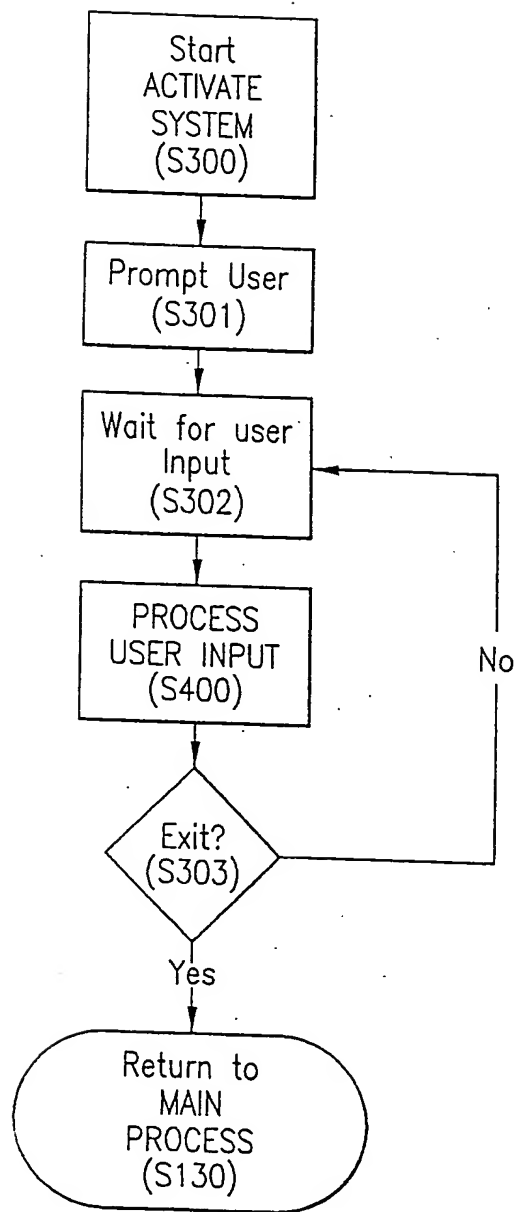 Start
ACTIVATE
SYSTEM
(S300)
Prompt User
(S301)
Wait for user
Input
(S302)
PROCESS
USER INPUT
(S400)
No
Exit?
(S303)
Yes
Return to
MAIN
PROCESS
(S130)